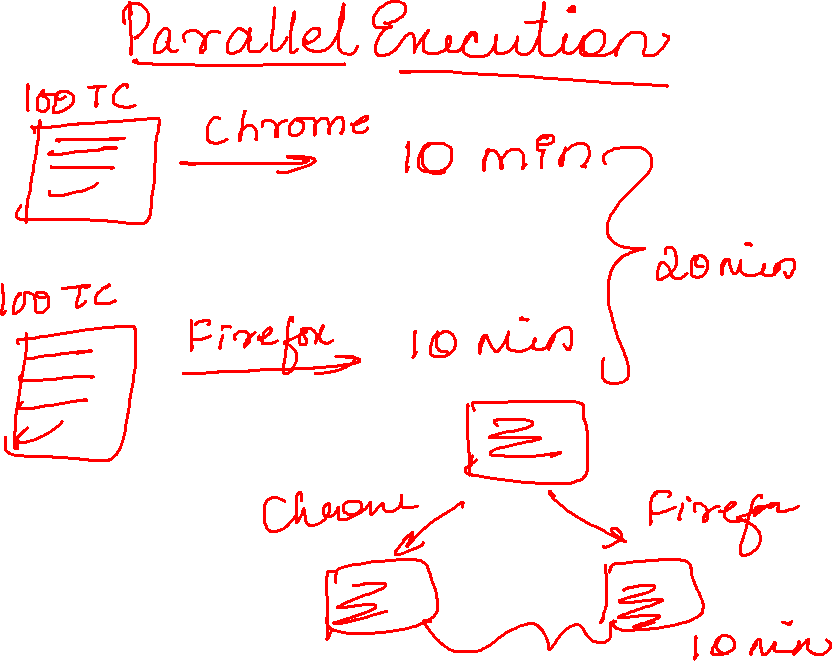 Parallel Execution
100 TC
Chrome
10 min
20 mins
100 TC
Firefox
10 mins
Chrome
Firefox
10 min